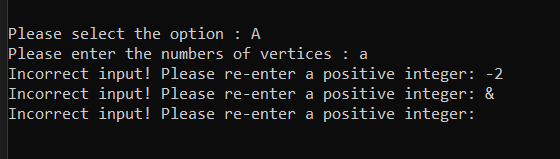 Please select the option : A
Please enter the numbers of vertices : a
Incorrect input! Please re-enter a positive integer: -2
Incorrect input! Please re-enter a positive integer: &
Incorrect input! Please re-enter a positive integer: